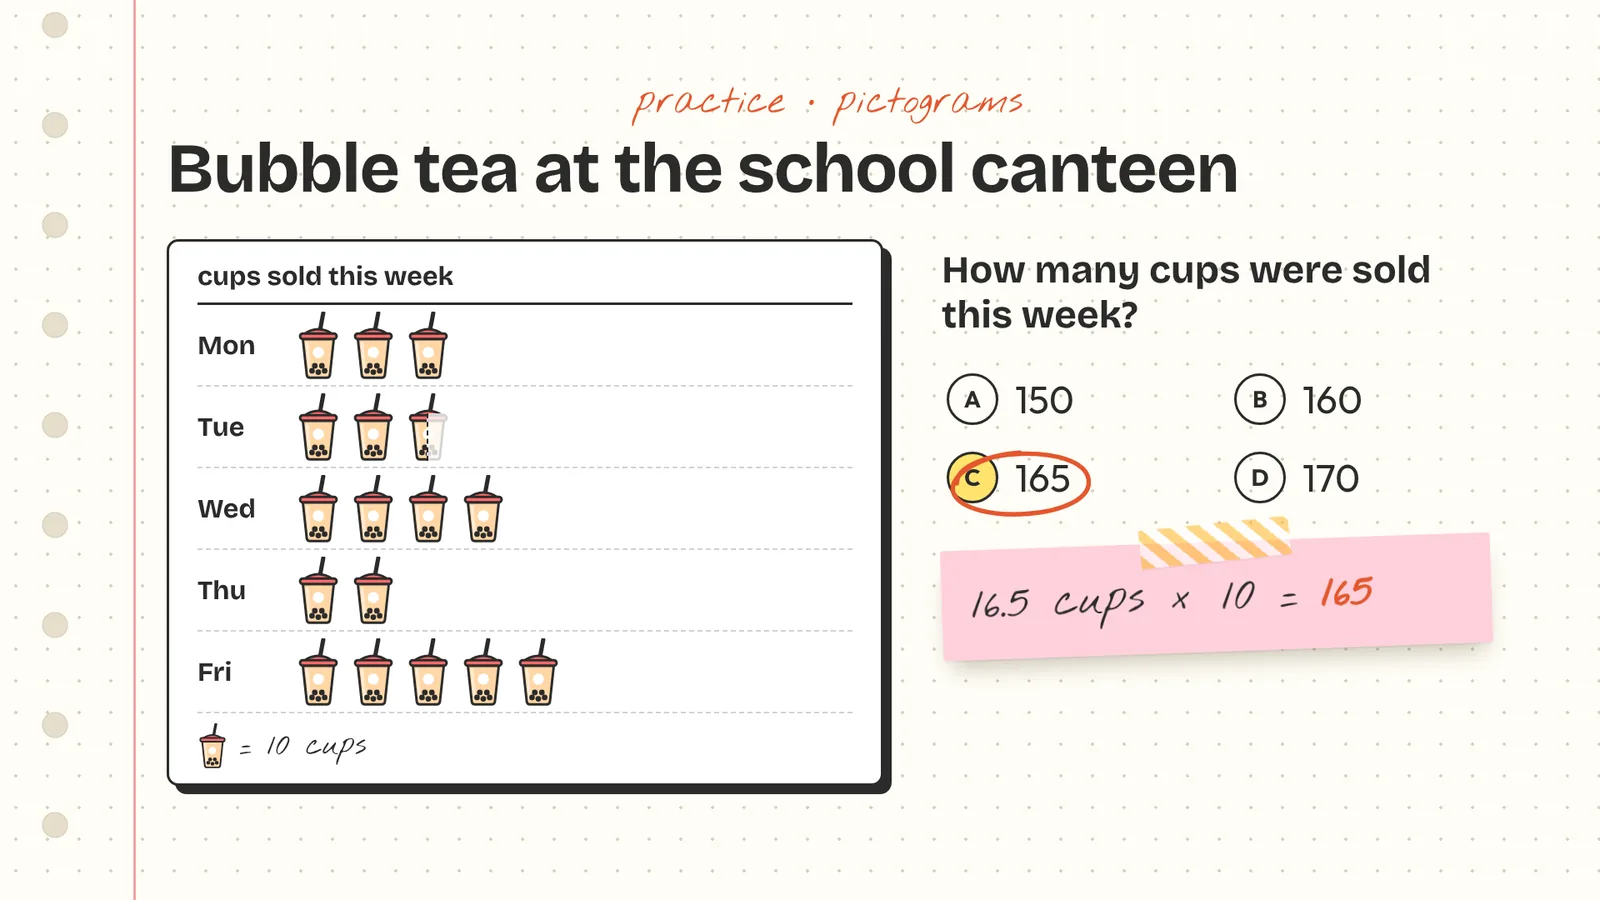 practice · pictograms
Bubble tea at the school canteen
cups sold this week
Mon
Tue
Wed
Thu
Fri
= 10 cups
How many cups were sold
this week?
A 150
B 160
C 165
D 170
16.5 cups x 10 = 165